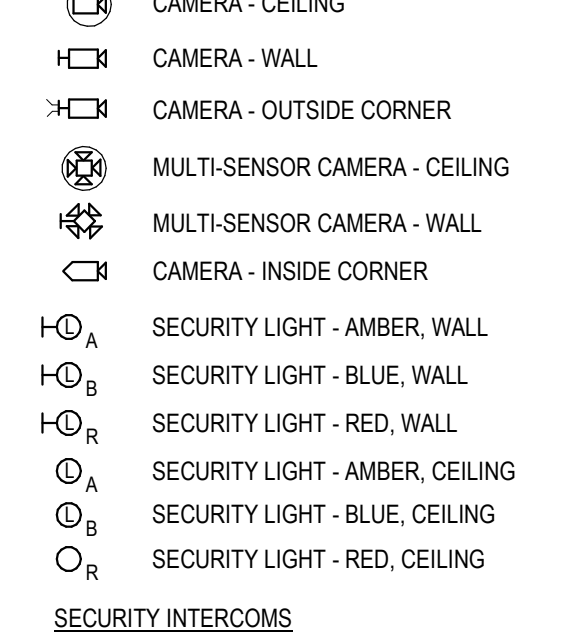 CAMERA - CEILING
CAMERA - WALL
CAMERA - OUTSIDE CORNER
MULTI-SENSOR CAMERA - CEILING
MULTI-SENSOR CAMERA - WALL
CAMERA - INSIDE CORNER
L A SECURITY LIGHT - AMBER, WALL
L B SECURITY LIGHT - BLUE, WALL
L R SECURITY LIGHT - RED, WALL
L A SECURITY LIGHT - AMBER, CEILING
L B SECURITY LIGHT - BLUE, CEILING
R SECURITY LIGHT - RED, CEILING
SECURITY INTERCOMS